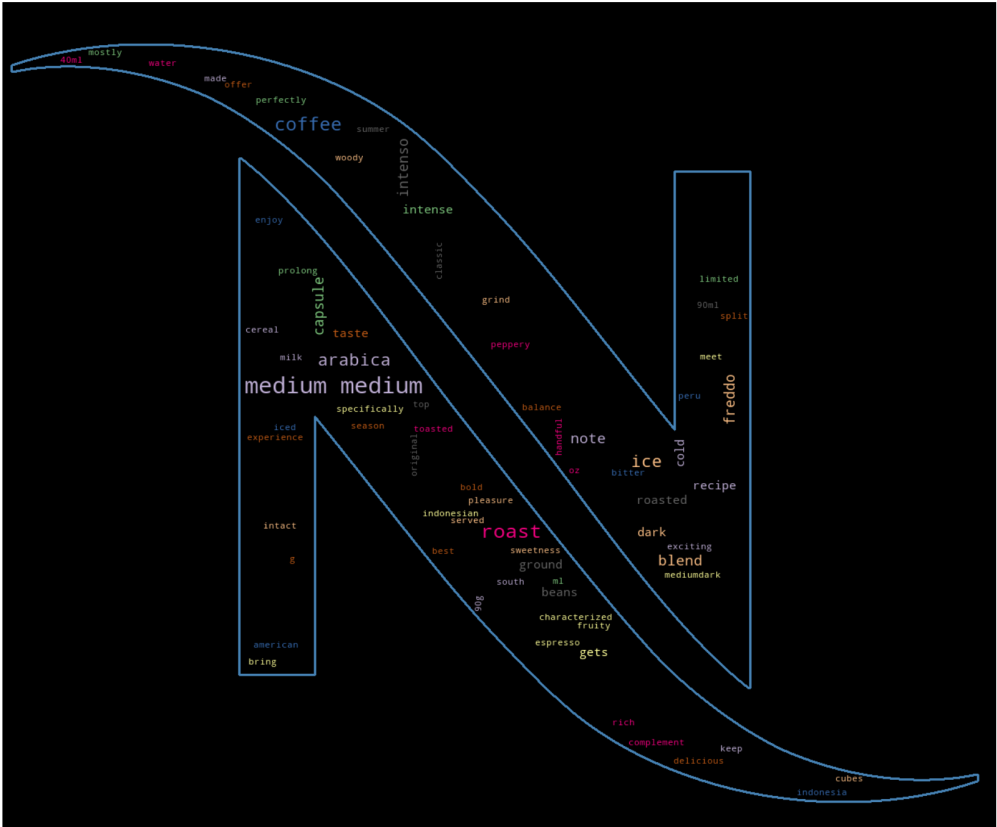 mostly
40ml
water
made
offer
perfectly
coffee
summer
intenso
woody
intense
enjoy
classic
prolong
limited
capsule
grind
90ml
split
cereal
taste
peppery
milk
arabica
meet
medium medium
freddo
peru
specifically
top
balance
iced
season
toasted
handful
note
experience
original
cold
ice
oz
bitter
bold
recipe
pleasure
roasted
indonesian
served
intact
roast
dark
best
sweetness
exciting
g
ground
blend
south
ml
mediumdark
beans
90g
characterized
fruity
american
espresso
gets
bring
rich
complement
keep
delicious
cubes
indonesia